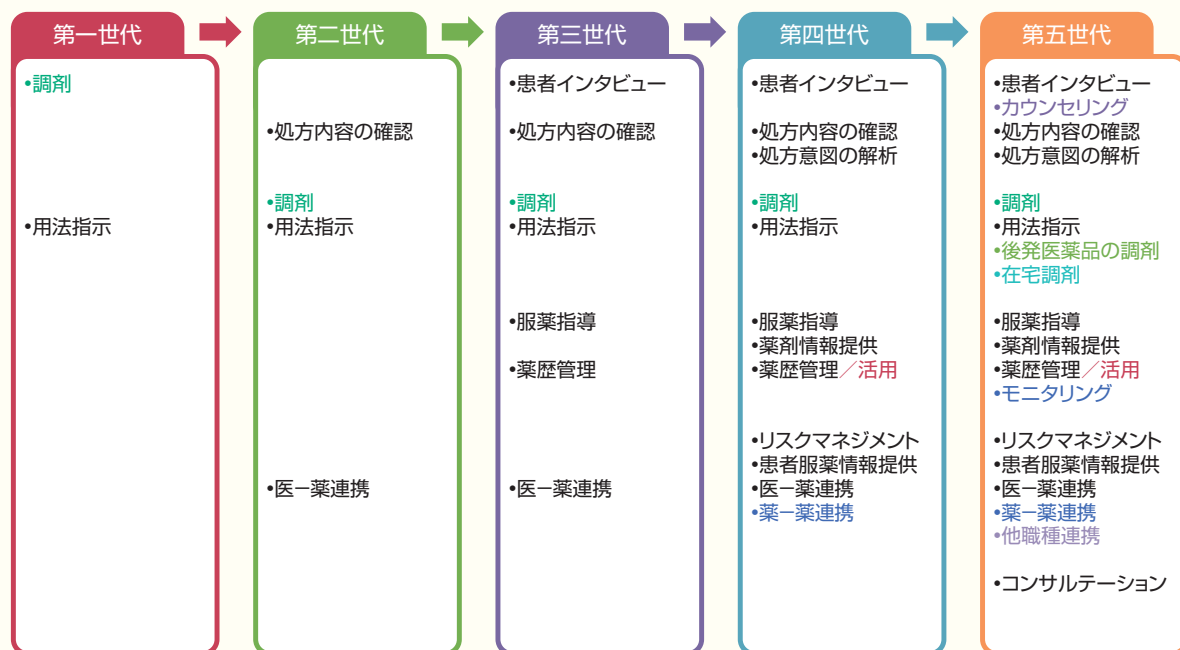 第一世代
•調剤
•用法指示
第二世代
•処方内容の確認
•調剤
•用法指示
•医ー薬連携
第三世代
•患者インタビュー
•処方内容の確認
•調剤
•用法指示
•服薬指導
•薬歴管理
•医ー薬連携
第四世代
•患者インタビュー
•処方内容の確認
•処方意図の解析
•調剤
•用法指示
•服薬指導
•薬剤情報提供
•薬歴管理／活用
•リスクマネジメント
•患者服薬情報提供
•医ー薬連携
•薬ー薬連携
第五世代
•患者インタビュー
•カウンセリング
•処方内容の確認
•処方意図の解析
•調剤
•用法指示
•後発医薬品の調剤
•在宅調剤
•服薬指導
•薬剤情報提供
•薬歴管理／活用
•モニタリング
•リスクマネジメント
•患者服薬情報提供
•医ー薬連携
•薬ー薬連携
•他職種連携
•コンサルテーション